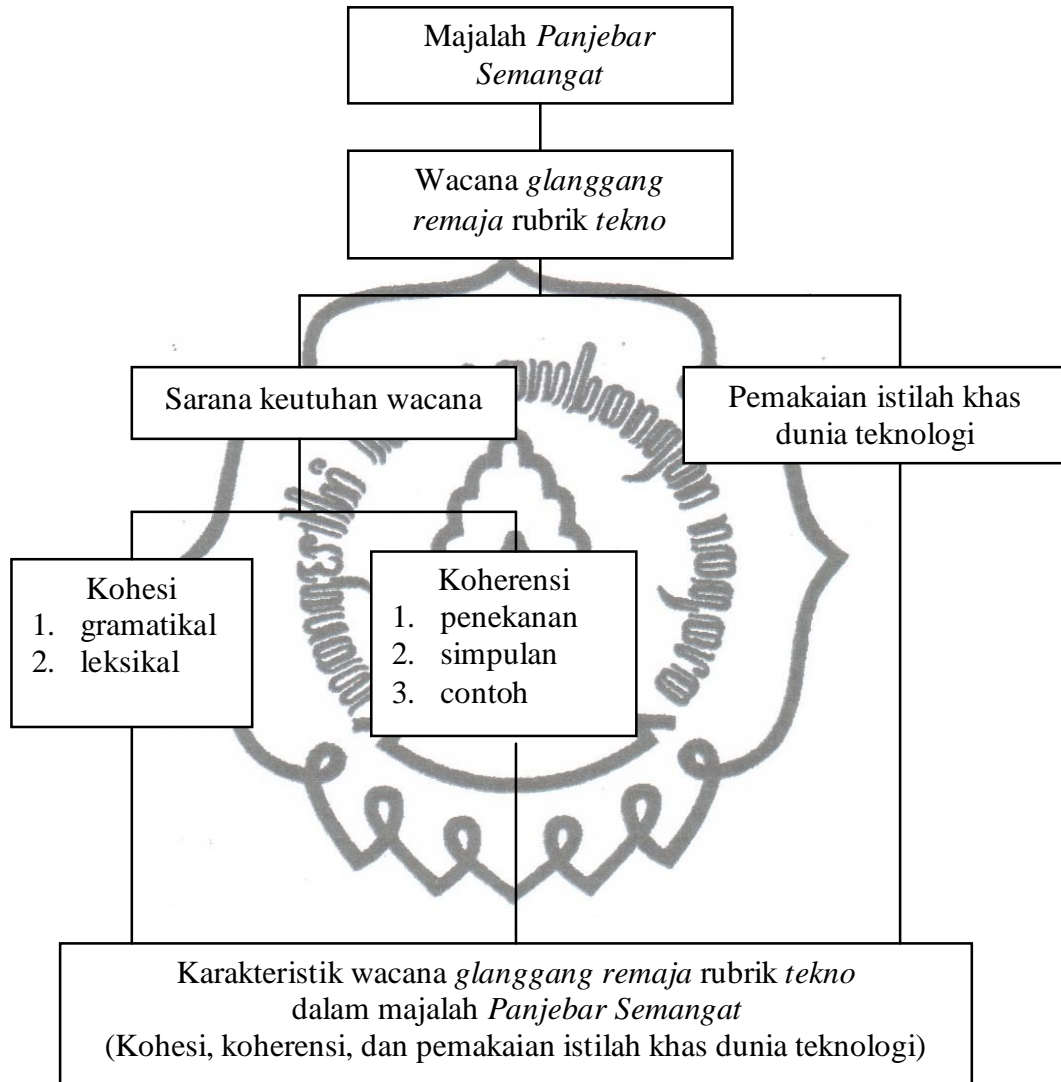 Majalah Panjebar
Semangat
Wacana glanggang
remaja rubrik tekno
Sarana keutuhan wacana
Pemakaian istilah khas
dunia teknologi
Kohesi
1. gramatikal
2. leksikal
Koherensi
1. penekanan
2. simpulan
3. contoh
Karakteristik wacana glanggang remaja rubrik tekno
dalam majalah Panjebar Semangat
(Kohesi, koherensi, dan pemakaian istilah khas dunia teknologi)